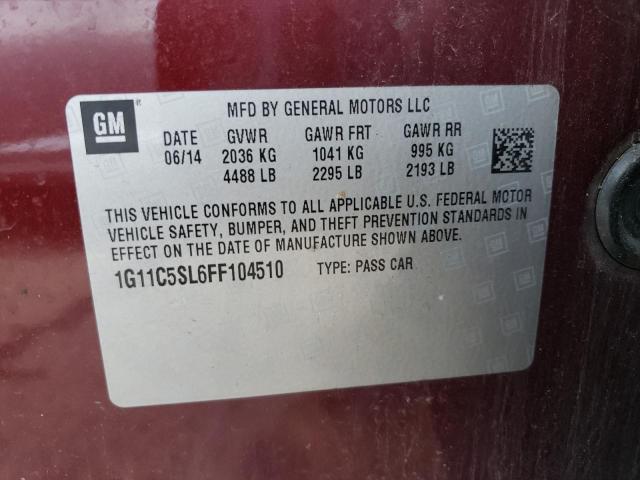 GM
MFD BY GENERAL MOTORS LLC
DATE GVWR GAWR FRT GAWR RR
06/14 2036 KG 1041 KG 995 KG
4488 LB 2295 LB 2193 LB
THIS VEHICLE CONFORMS TO ALL APPLICABLE U.S. FEDERAL MOTOR
VEHICLE SAFETY, BUMPER, AND THEFT PREVENTION STANDARDS IN
EFFECT ON THE DATE OF MANUFACTURE SHOWN ABOVE.
1G11C5SL6FF104510 TYPE: PASS CAR